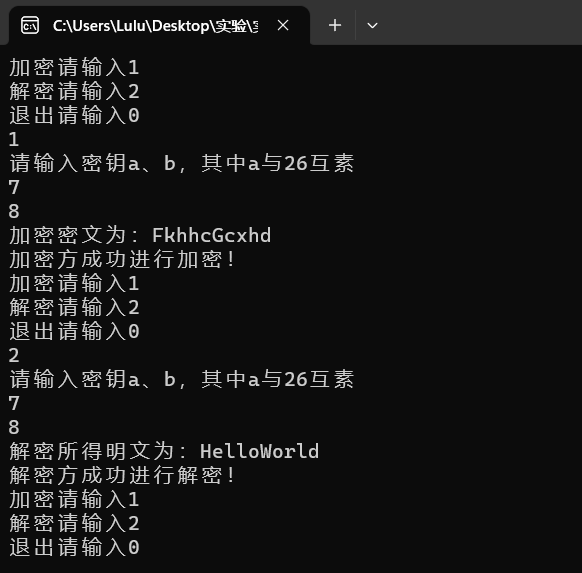 C:\Users\Lulu\Desktop\实验\
加密请输入1
解密请输入2
退出请输入0
1
请输入密钥a、b，其中a与26互素
7
8
加密密文为：FkhhcGcxhd
加密方成功进行加密！
加密请输入1
解密请输入2
退出请输入0
2
请输入密钥a、b，其中a与26互素
7
8
解密所得明文为：HelloWorld
解密方成功进行解密！
加密请输入1
解密请输入2
退出请输入0